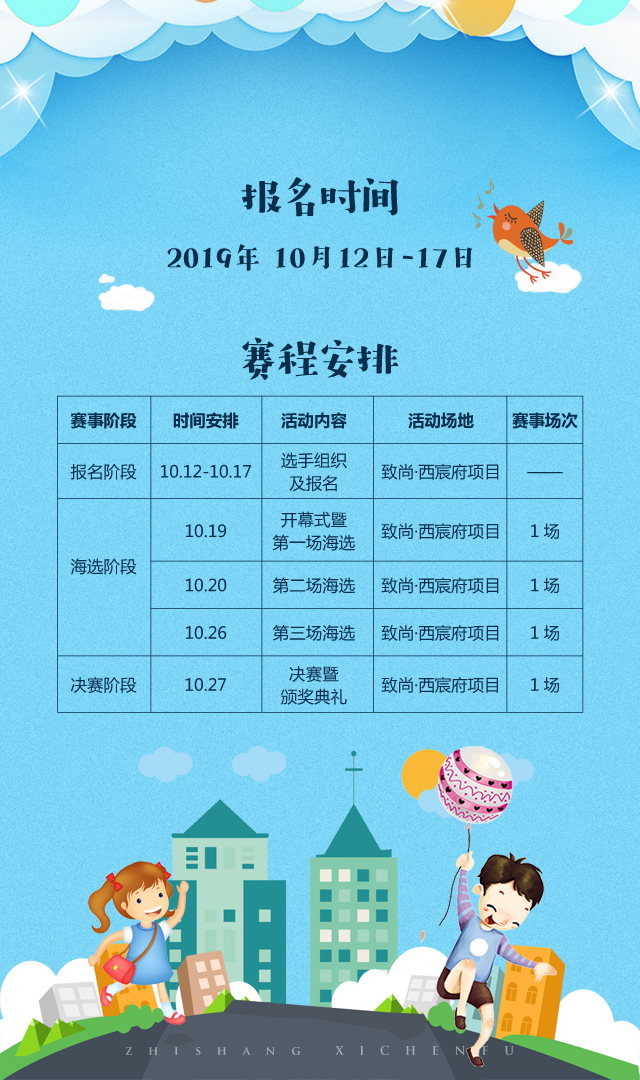 报名时间
2019年 10月12日-17日
赛程安排
赛事阶段 时间安排 活动内容 活动场地 赛事场次
报名阶段 10.12-10.17 选手组织 及报名 致尚·西宸府项目 ——
海选阶段
10.19 开幕式暨 第一场海选 致尚·西宸府项目 1 场
10.20 第二场海选 致尚·西宸府项目 1 场
10.26 第三场海选 致尚·西宸府项目 1 场
决赛阶段 10.27 决赛暨 颁奖典礼 致尚·西宸府项目 1 场
ZHISHANG XICHENFU